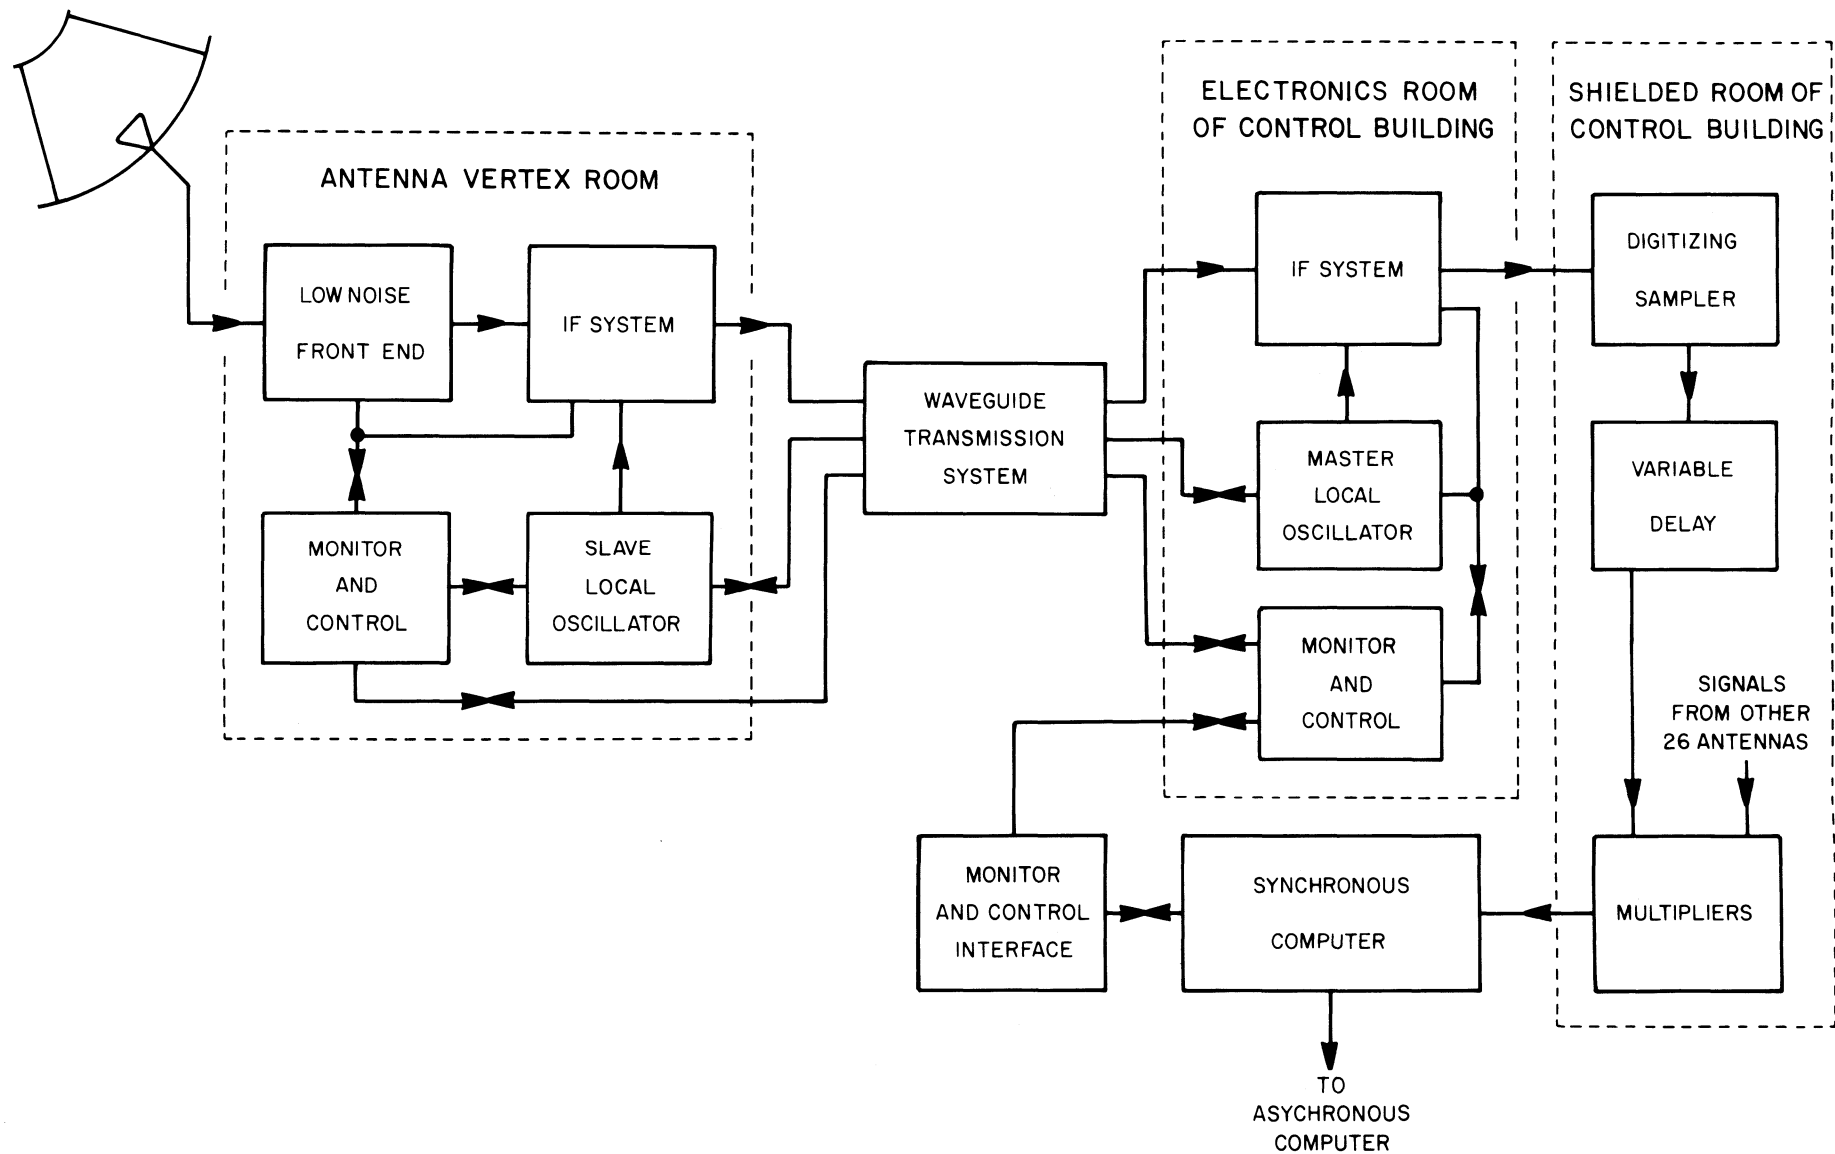 ANTENNA VERTEX ROOM
LOW NOISE
FRONT END
IF SYSTEM
MONITOR
AND
CONTROL
SLAVE
LOCAL
OSCILLATOR
WAVEGUIDE
TRANSMISSION
SYSTEM
ELECTRONICS ROOM
OF CONTROL BUILDING
IF SYSTEM
MASTER
LOCAL
OSCILLATOR
MONITOR
AND
CONTROL
SHIELDED ROOM OF
CONTROL BUILDING
DIGITIZING
SAMPLER
VARIABLE
DELAY
SIGNALS
FROM OTHER
26 ANTENNAS
MULTIPLIERS
SYNCHRONOUS
COMPUTER
MONITOR
AND CONTROL
INTERFACE
TO
ASYCHRONOUS
COMPUTER